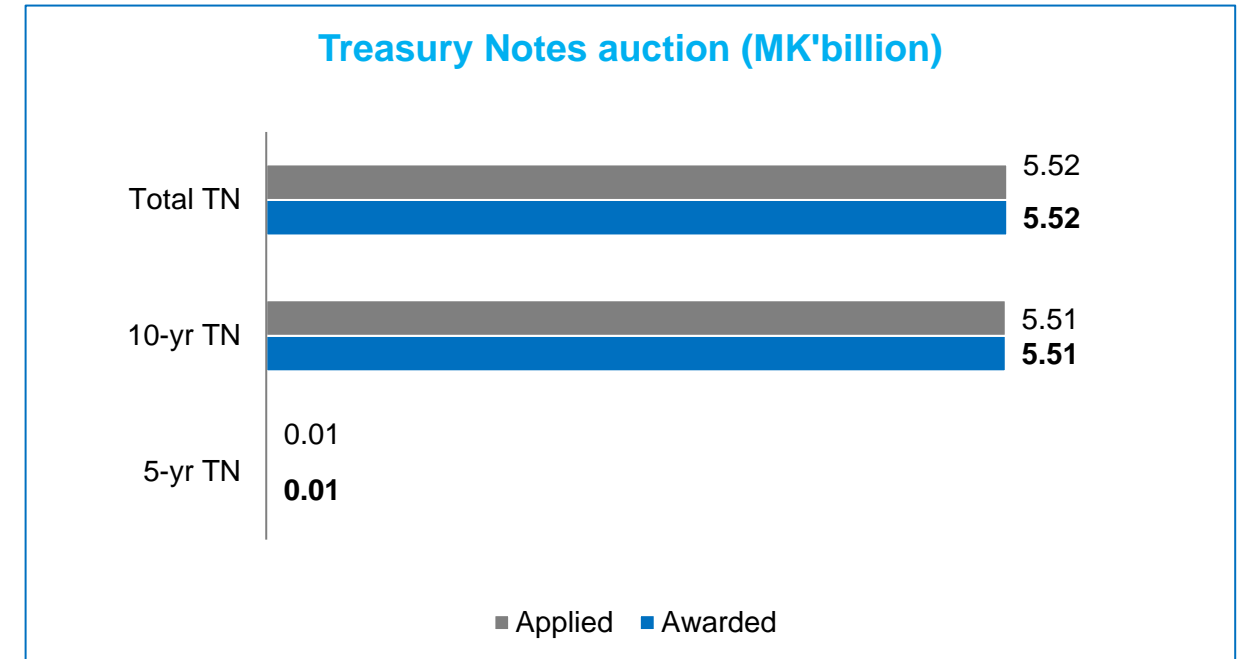 Treasury Notes auction (MK'billion)
Total TN
5.52
5.52
10-yr TN
5.51
5.51
5-yr TN
0.01
0.01
Applied Awarded